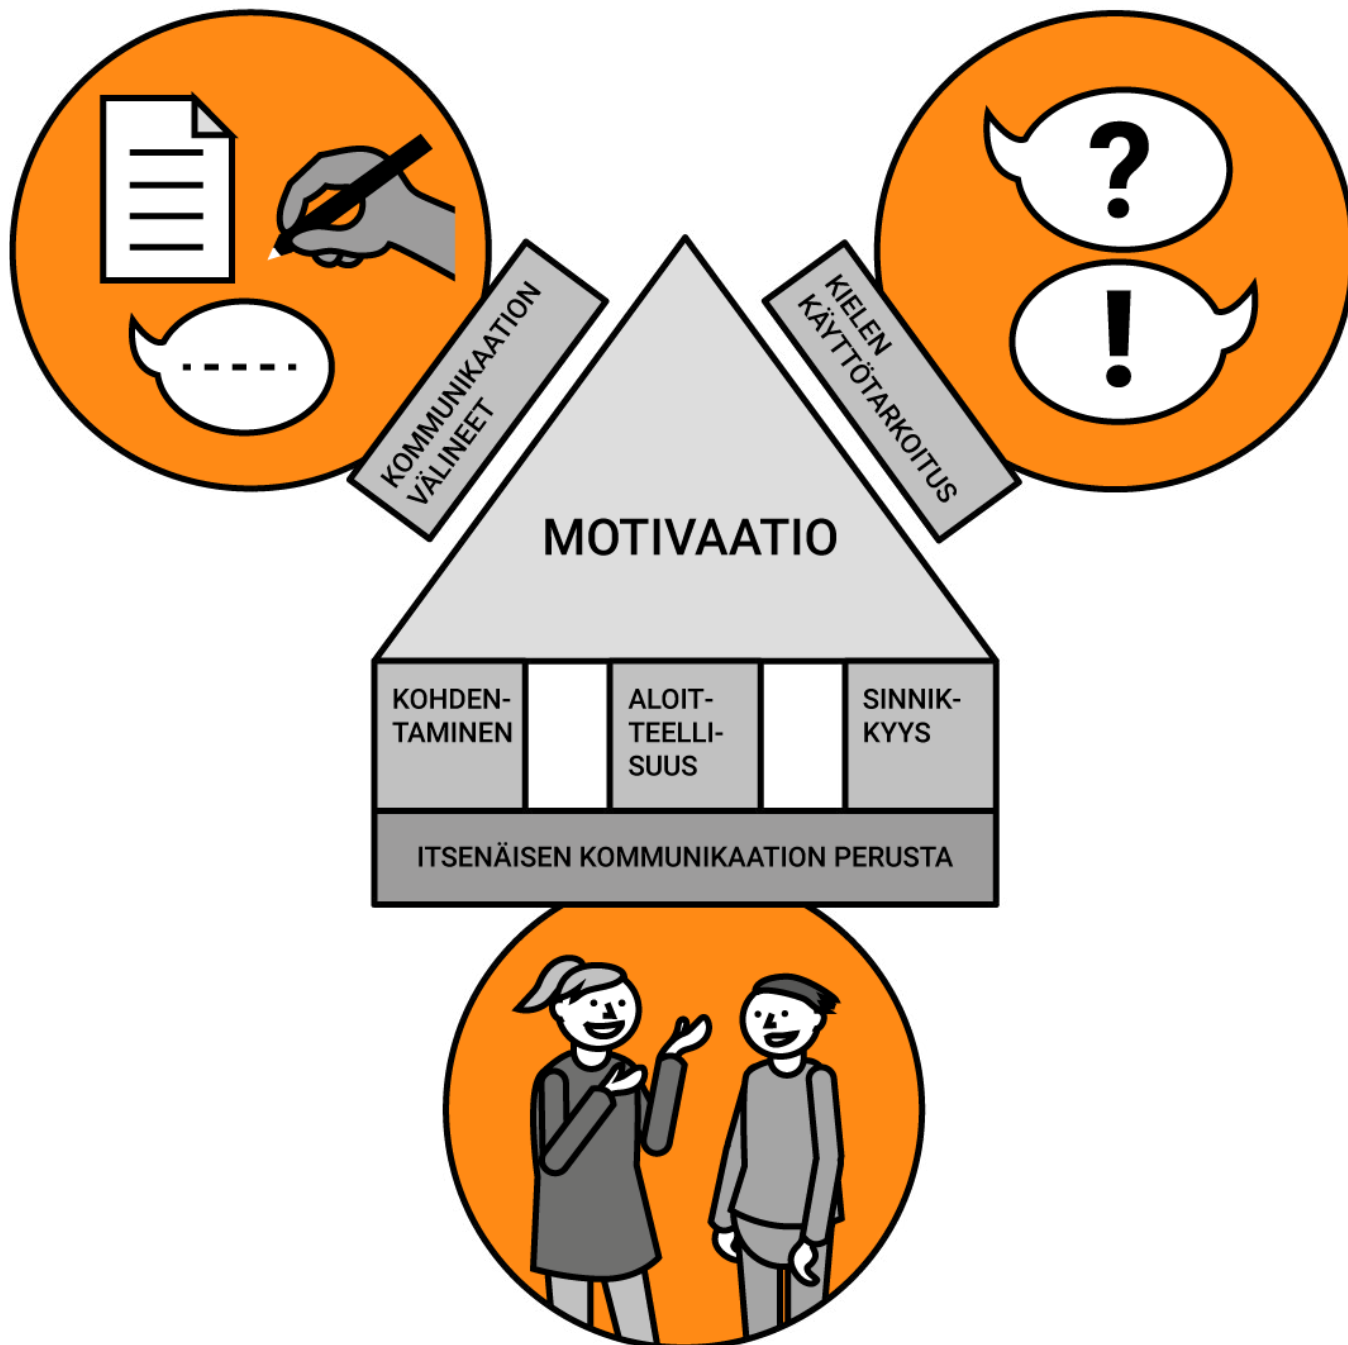 KOMMUNIKAATION
VÄLINEET
KIELEN
KÄYTTÖTARKOITUS
?
!
MOTIVAATIO
KOHDEN-
TAMINEN
ALOIT-
TEELLI-
SUUS
SINNIK-
KYYS
ITSENÄISEN KOMMUNIKAATION PERUSTA